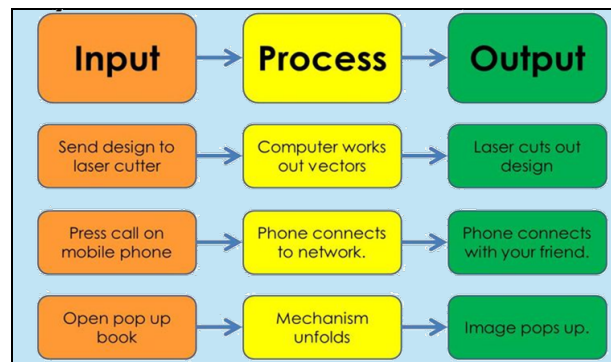 Input
Process
Output
Send design to
laser cutter
Computer works
out vectors
Laser cuts out
design
Press call on
mobile phone
Phone connects
to network.
Phone connects
with your friend.
Open pop up
book
Mechanism
unfolds
Image pops up.